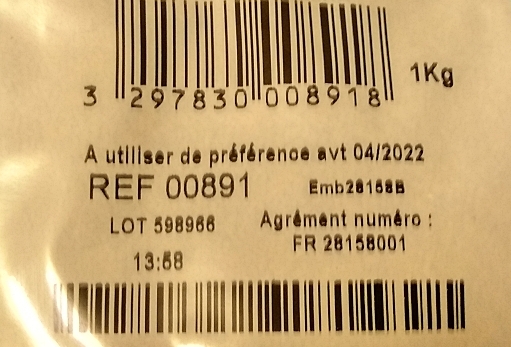 1Kg
3 297830 008918
A utiliser de préférence avt 04/2022
REF 00891
Emb28158B
LOT 598966
Agrément numéro :
FR 28158001
13:58